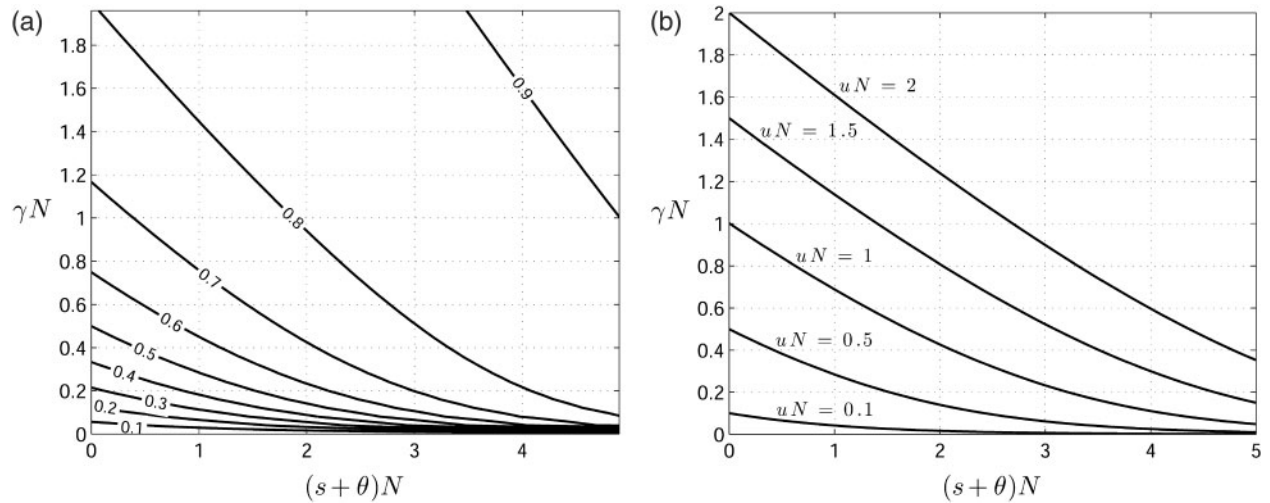 (a)
1.8
1.6
1.4
1.2
γN
1
0.8
0.6
0.4
0.2
0
0.9
0.8
0.7
0.6
0.5
0.4
0.3
0.2
0.1
0 1 2 3 4
(s + θ)N
(b)
2
1.8
1.6
1.4
1.2
γN
1
0.8
0.6
0.4
0.2
0
uN = 2
uN = 1.5
uN = 1
uN = 0.5
uN = 0.1
0 1 2 3 4 5
(s + θ)N